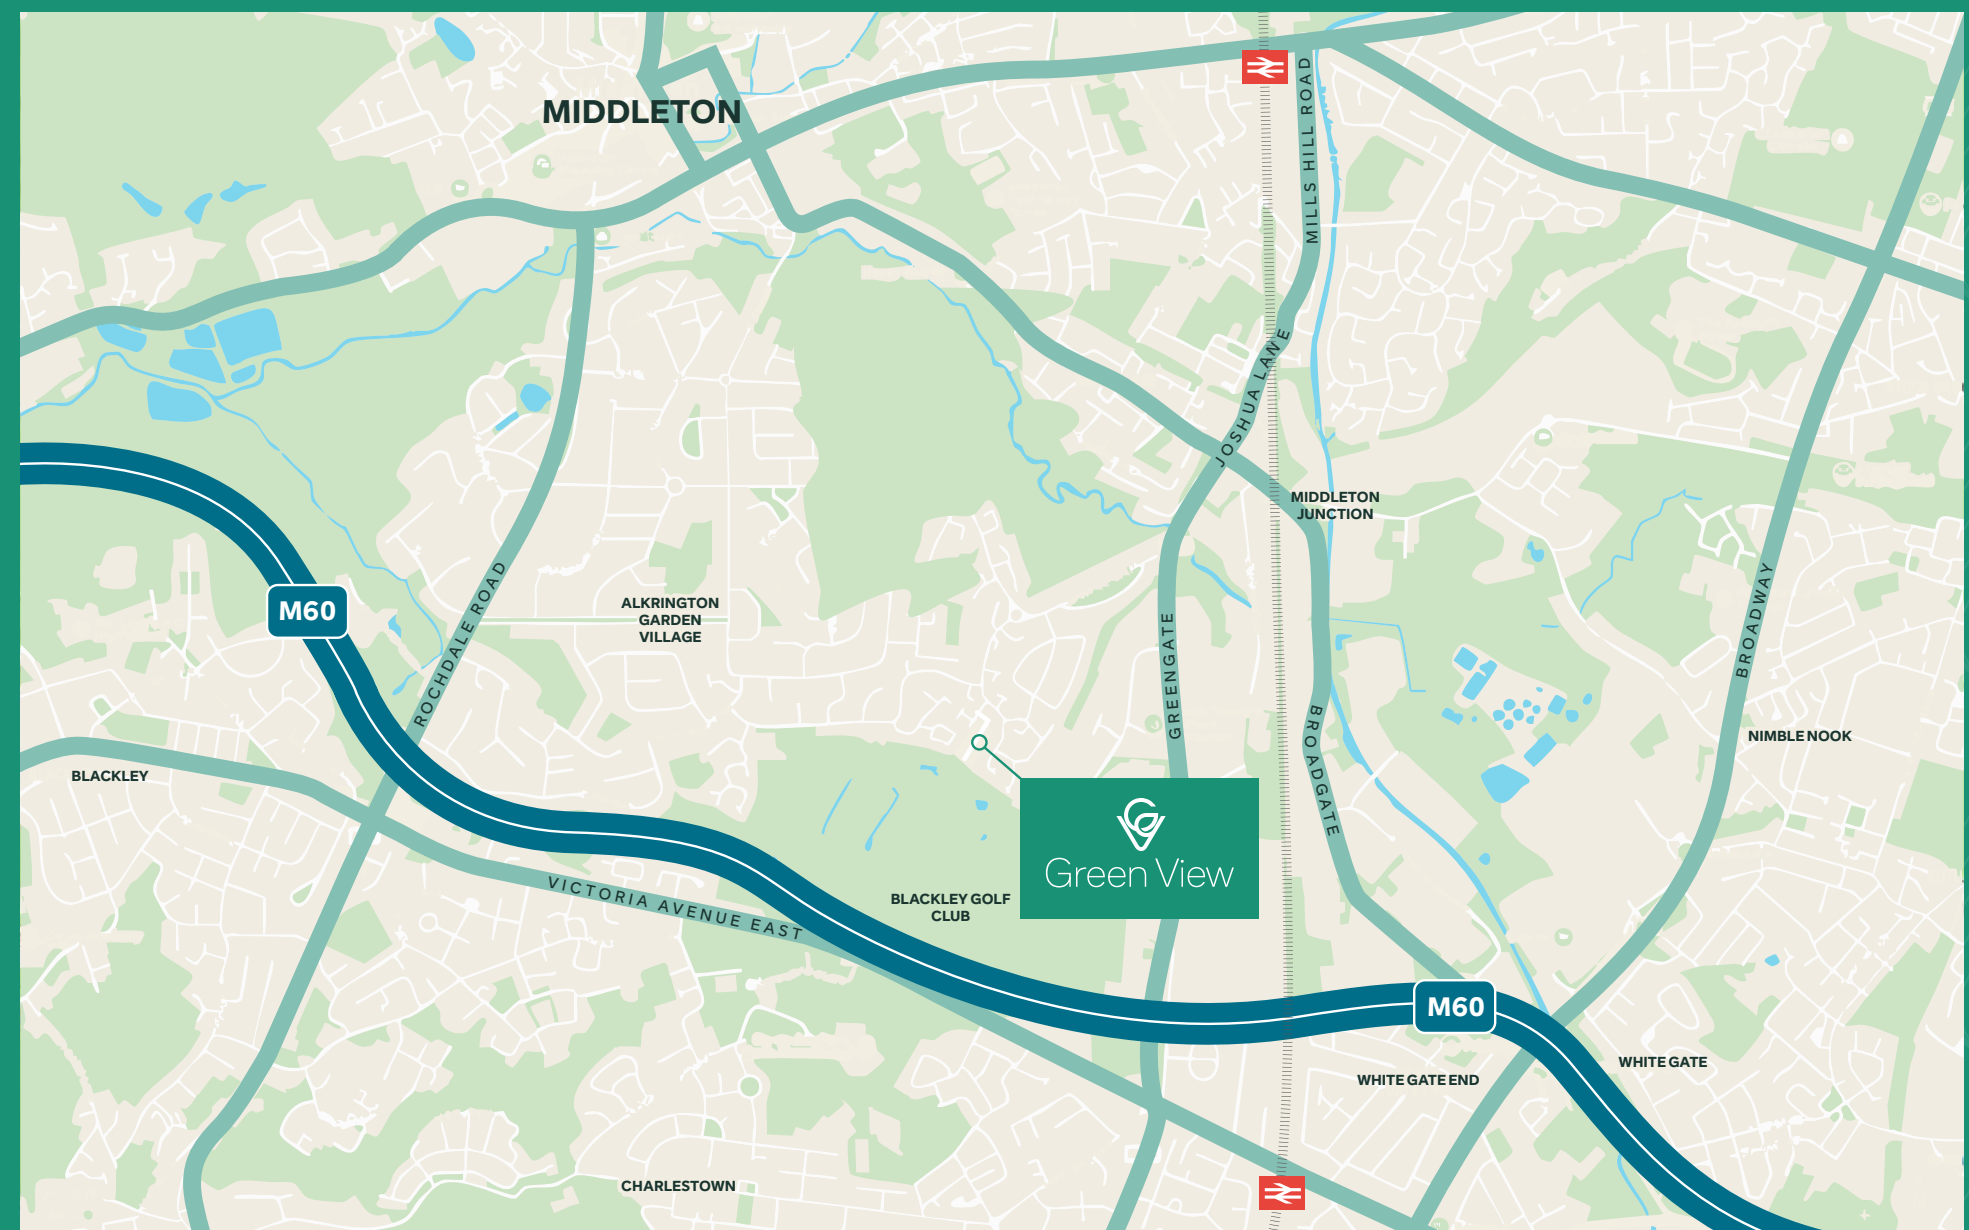 MIDDLETON
MILLS HILL ROAD
JOSHUA LANE
MIDDLETON
JUNCTION
M60
ROCHDALE ROAD
ALKRINGTON
GARDEN
VILLAGE
GREENGATE
BROADWAY
BROADGATE
NIMBLE NOOK
BLACKLEY
Green View
VICTORIA AVENUE EAST
BLACKLEY GOLF
CLUB
M60
WHITE GATE
WHITE GATE END
CHARLESTOWN